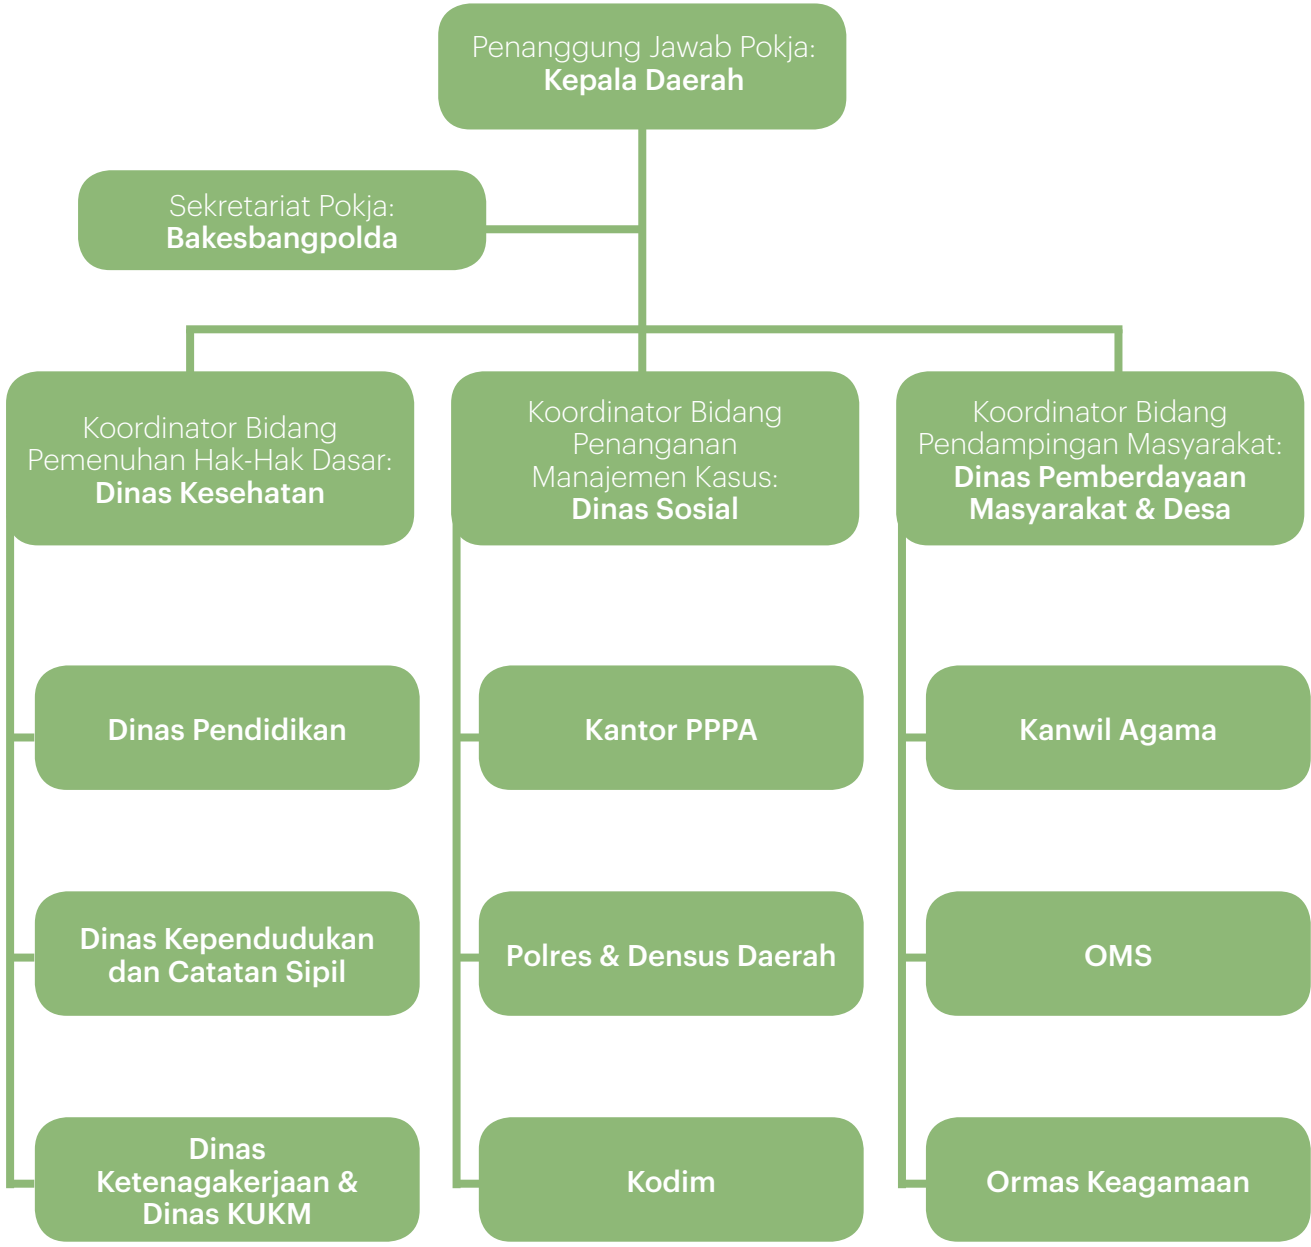 Penanggung Jawab Pokja:
Kepala Daerah
Sekretariat Pokja:
Bakesbangpolda
Koordinator Bidang
Pemenuhan Hak-Hak Dasar:
Dinas Kesehatan
Koordinator Bidang
Penanganan
Manajemen Kasus:
Dinas Sosial
Koordinator Bidang
Pendampingan Masyarakat:
Dinas Pemberdayaan
Masyarakat & Desa
Dinas Pendidikan
Kantor PPPA
Kanwil Agama
Dinas Kependudukan
dan Catatan Sipil
Polres & Densus Daerah
OMS
Dinas
Ketenagakerjaan &
Dinas KUKM
Kodim
Ormas Keagamaan